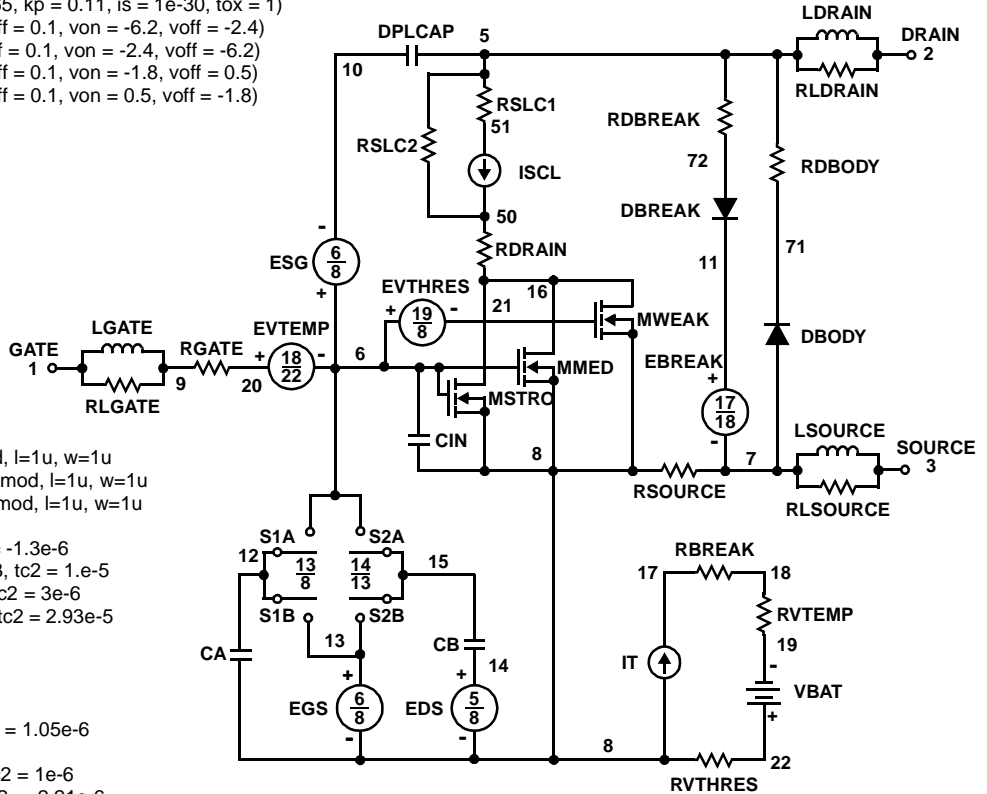 65, kp = 0.11, is = 1e-30, tox = 1)
ff = 0.1, von = -6.2, voff = -2.4)
f = 0.1, von = -2.4, voff = -6.2)
ff = 0.1, von = -1.8, voff = 0.5)
ff = 0.1, von = 0.5, voff = -1.8)
LDRAIN
DPLCAP
5
DRAIN
2
10
RLDRAIN
RSLC1
51
RDBREAK
RSLC2
72
RDBODY
ISCL
DBREAK
50
-
ESG
6
8
+
RDRAIN
11
71
EVTHRES
16
+
19
8
-
21
MWEAK
LGATE
EVTEMP
GATE
1
RGATE
+
18
22
-
6
EBREAK
DBODY
MMED
9
20
+
RLGATE
MSTRO
17
18
-
CIN
8
7
LSOURCE
SOURCE
3
RSOURCE
RLSOURCE
d, l=1u, w=1u
mod, l=1u, w=1u
mod, l=1u, w=1u
= -1.3e-6
, tc2 = 1.e-5
c2 = 3e-6
tc2 = 2.93e-5
S1A
S2A
12
13
8
14
13
15
S1B
S2B
13
CA
CB
14
+
+
EGS
6
8
-
EDS
5
8
-
RBREAK
17
18
RVTEMP
19
IT
-
VBAT
+
8
22
RVTHRES
= 1.05e-6
c2 = 1e-6